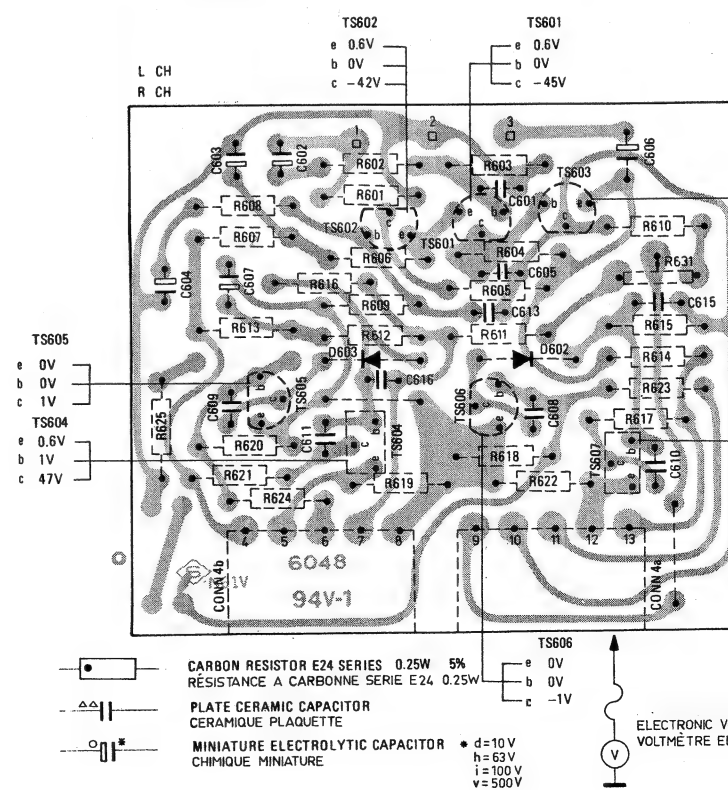 TS602
e 0.6V
b 0V
c -42V
TS601
e 0.6V
b 0V
c -45V
L CH
R CH
1
2
3
C603
C602
R602
R603
C606
TS603
R601
C601
b
e
c
R608
e
c
b
c
TS602
b
e
TS601
R610
R607
R604
R606
R631
C604
C607
R616
C605
R605
R609
C613
C615
R613
R612
R611
R615
TS605
e 0V
b 0V
c 1V
D603
D602
R614
C616
b
c
e
TS605
TS606
b
c
e
C608
R623
R625
C609
R617
TS604
e 0.6V
b 1V
c 47V
C611
e
c
b
e
TS604
R620
TS607
b
c
e
C610
R618
R621
R619
R622
R624
4
5
6
7
8
9
10
11
12
13
6048
94V-1
CONN 4b
CONN 4a
TS606
e 0V
b 0V
c -1V
CARBON RESISTOR E24 SERIES 0.25W 5%
RÉSISTANCE A CARBONNE SERIE E24 0.25W
PLATE CERAMIC CAPACITOR
CERAMIQUE PLAQUETTE
MINIATURE ELECTROLYTIC CAPACITOR
CHIMIQUE MINIATURE
* d=10V
h=63V
i=100V
v=500V
ELECTRONIC V
VOLTMÈTRE EL
V